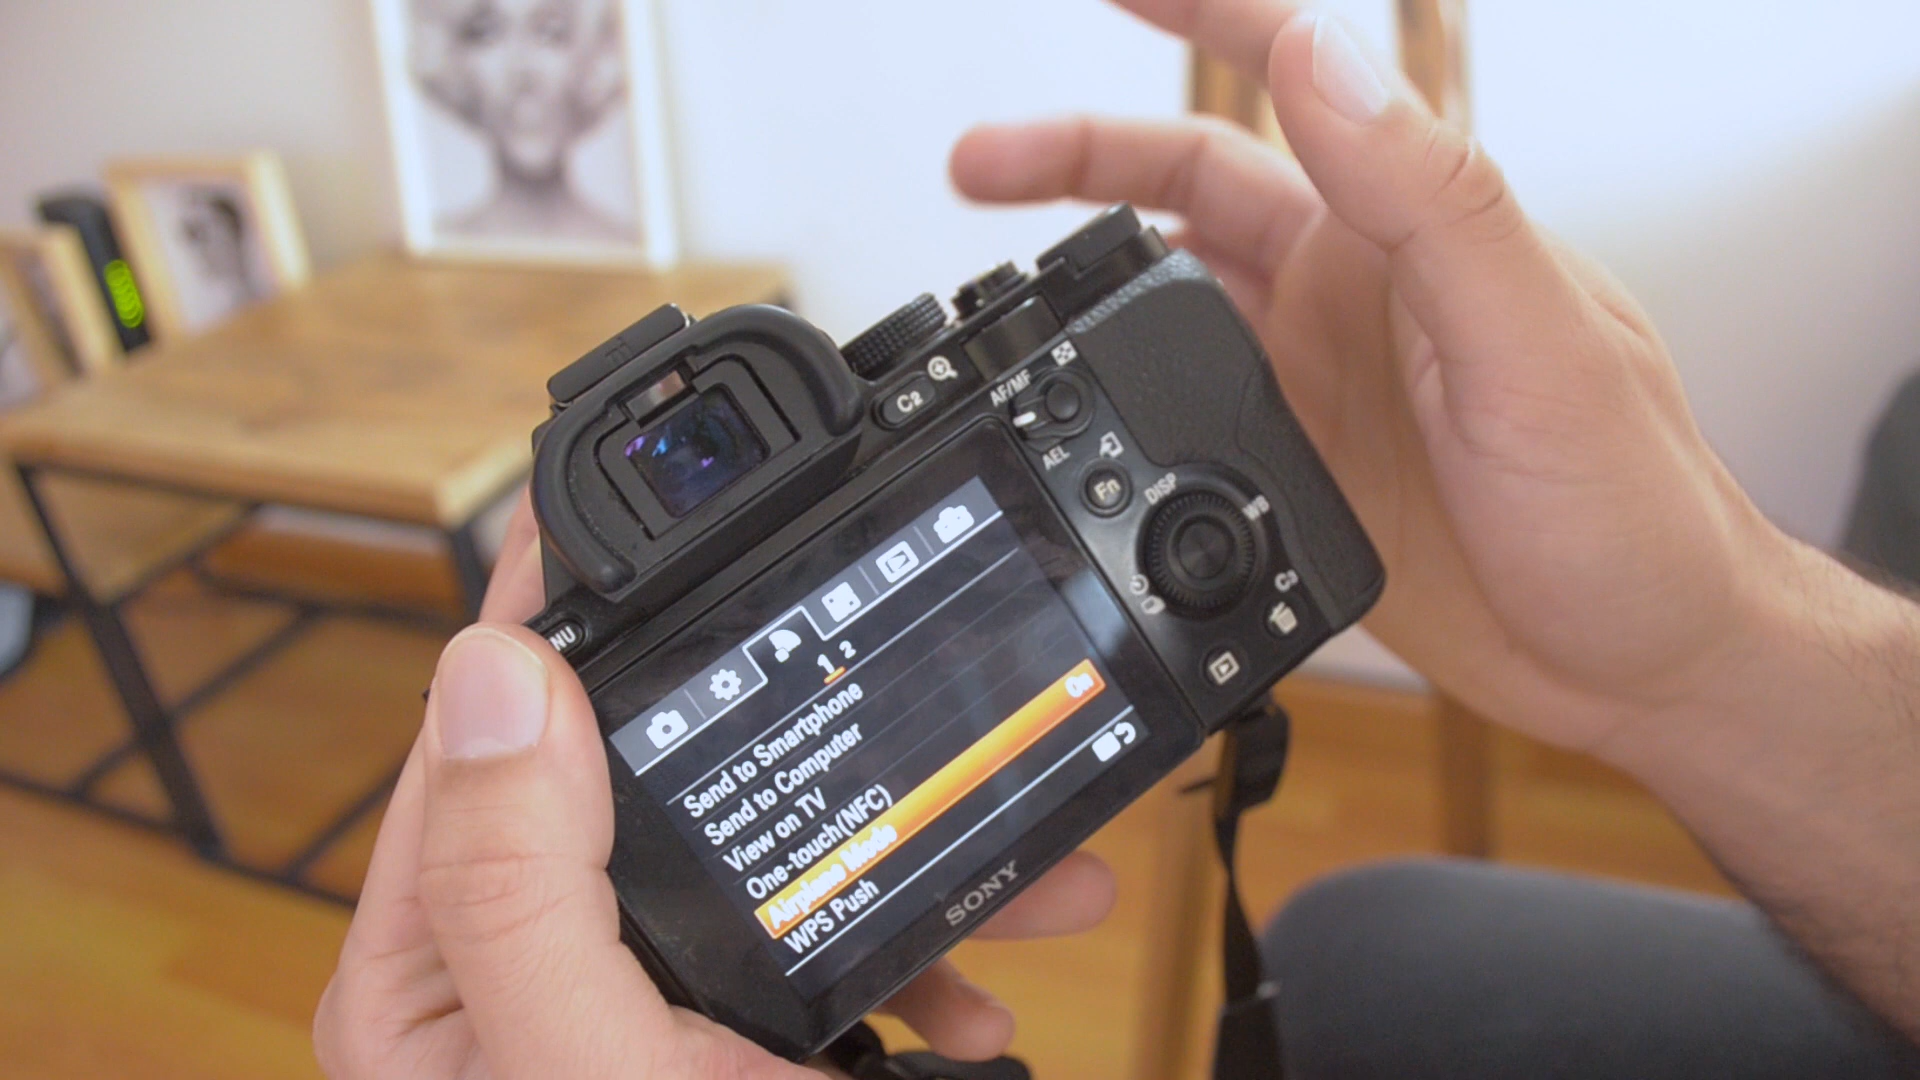 C2
AF/MF
AEL
Fn
DISP
WB
C3
NU
1 2
Send to Smartphone
Send to Computer
View on TV
One-touch(NFC)
Airplane Mode On
WPS Push
SONY